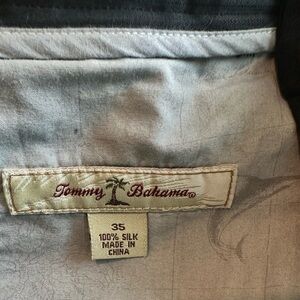 Tommy Bahama®
35
100% SILK
MADE IN
CHINA